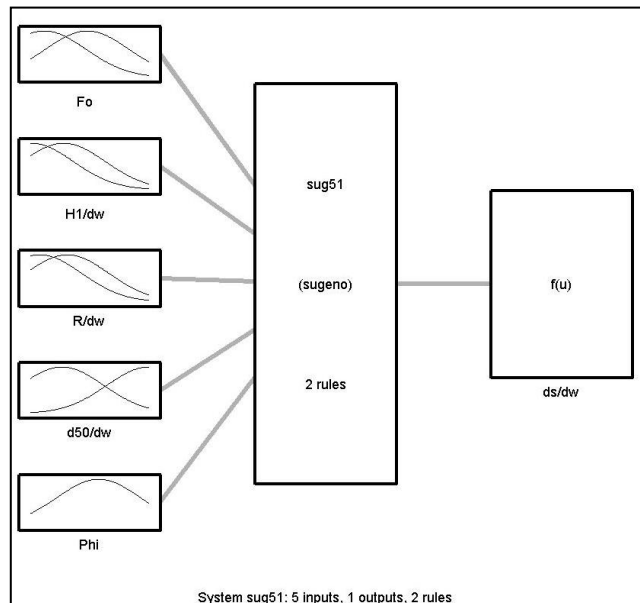 Fo
H1/dw
R/dw
d50/dw
Phi
sug51
(sugeno)
2 rules
f(u)
ds/dw
System sug51: 5 inputs, 1 outputs, 2 rules